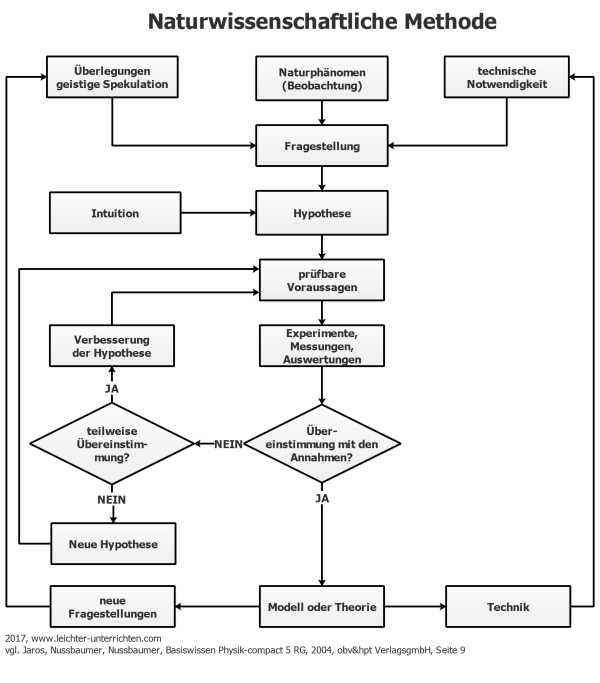 Naturwissenschaftliche Methode
Überlegungen
geistige Spekulation
Naturphänomen
(Beobachtung)
technische
Notwendigkeit
Fragestellung
Intuition
Hypothese
prüfbare
Voraussagen
Verbesserung
der Hypothese
Experimente,
Messungen,
Auswertungen
JA
teilweise
Übereinstim-
mung?
NEIN
Über-
einstimmung mit den
Annahmen?
NEIN
JA
Neue Hypothese
neue
Fragestellungen
Modell oder Theorie
Technik
2017, www.leichter-unterrichten.com
vgl. Jaros, Nussbaumer, Nussbaumer, Basiswissen Physik-compact 5 RG, 2004, obv&hpt VerlagsgmbH, Seite 9